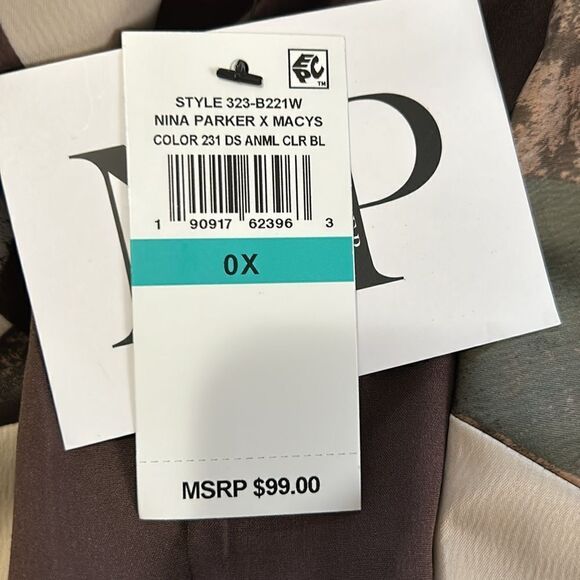 EPC TM
STYLE 323-B221W
NINA PARKER X MACYS
COLOR 231 DS ANML CLR BL
1 90917 62396 3
0X
MSRP $99.00
P